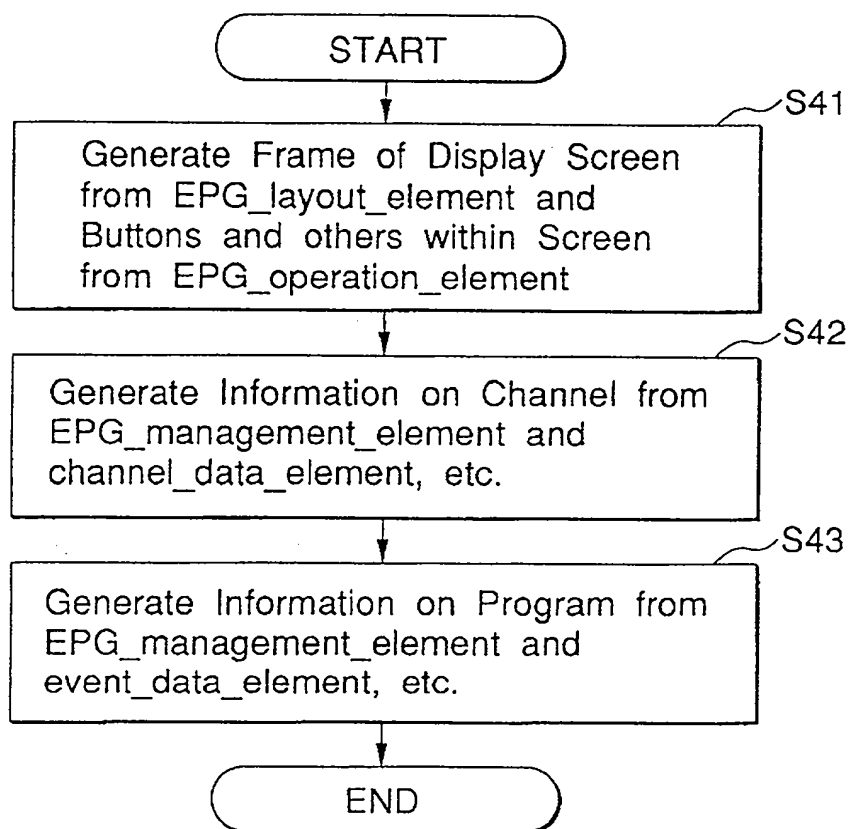 START
S41
Generate Frame of Display Screen
from EPG_layout_element and
Buttons and others within Screen
from EPG_operation_element
S42
Generate Information on Channel from
EPG_management_element and
channel_data_element, etc.
S43
Generate Information on Program from
EPG_management_element and
event_data_element, etc.
END